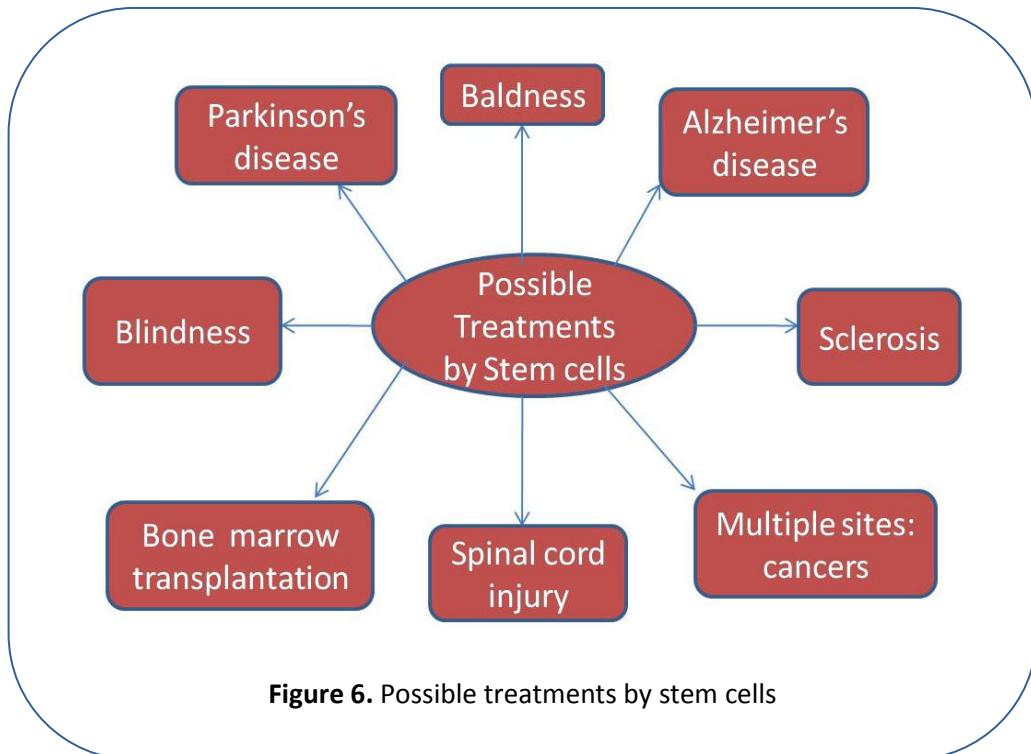 Baldness
Parkinson's
disease
Alzheimer's
disease
Possible
Treatments
by Stem cells
Blindness
Sclerosis
Bone marrow
transplantation
Spinal cord
injury
Multiple sites:
cancers
Figure 6. Possible treatments by stem cells